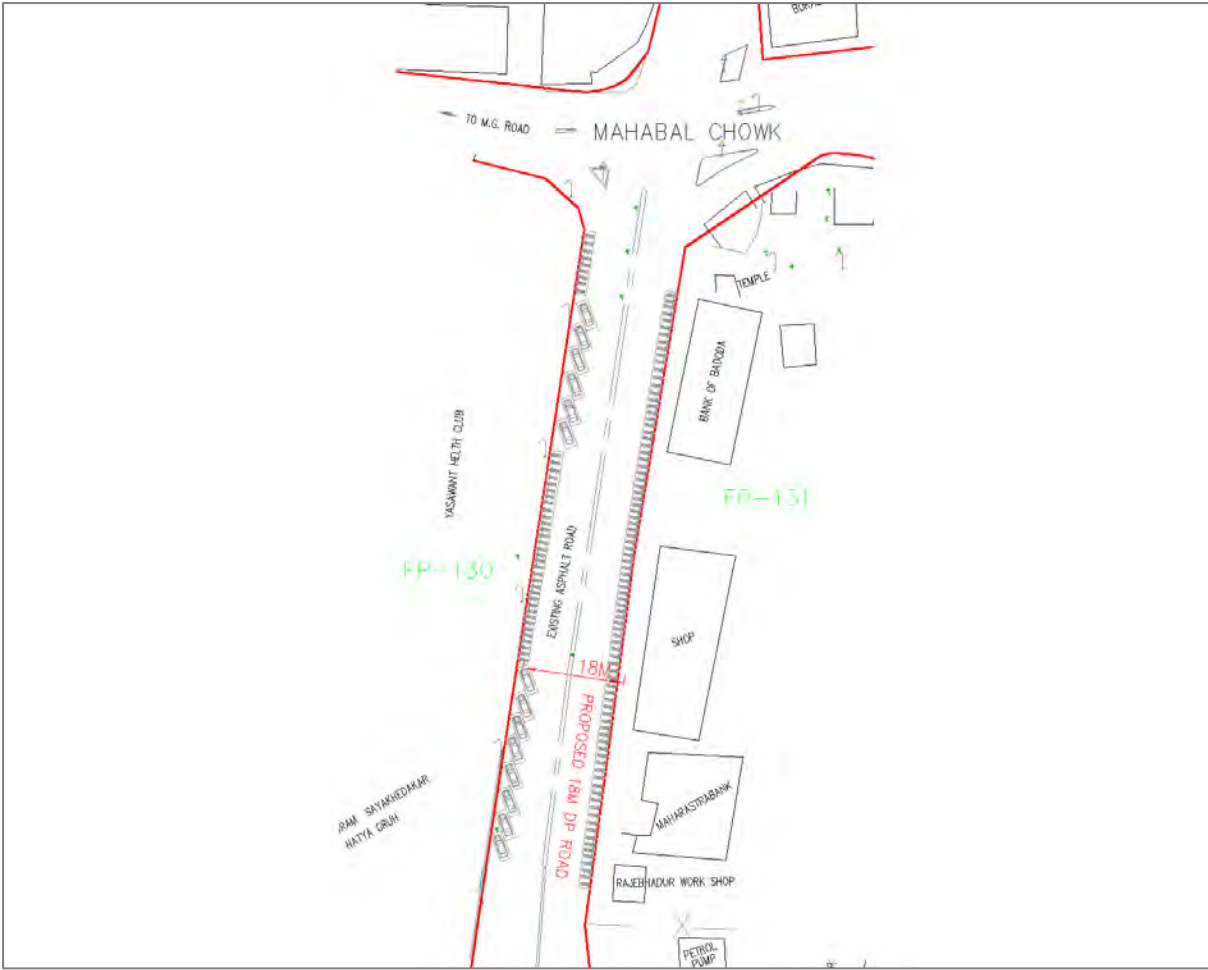 TO M.G. ROAD
MAHABAL CHOWK
TEMPLE
BANK OF BADODA
YASAWANT HELTH CLUB
FP-131
FP-130
EXISTING ASPHALT ROAD
SHOP
18M
PROPOSED 18M DP ROAD
MAHARASTRABANK
SAYAKHEDAKAR
NATYA GRUH
RAJEBHADUR WORK SHOP
PETROL
PUMP